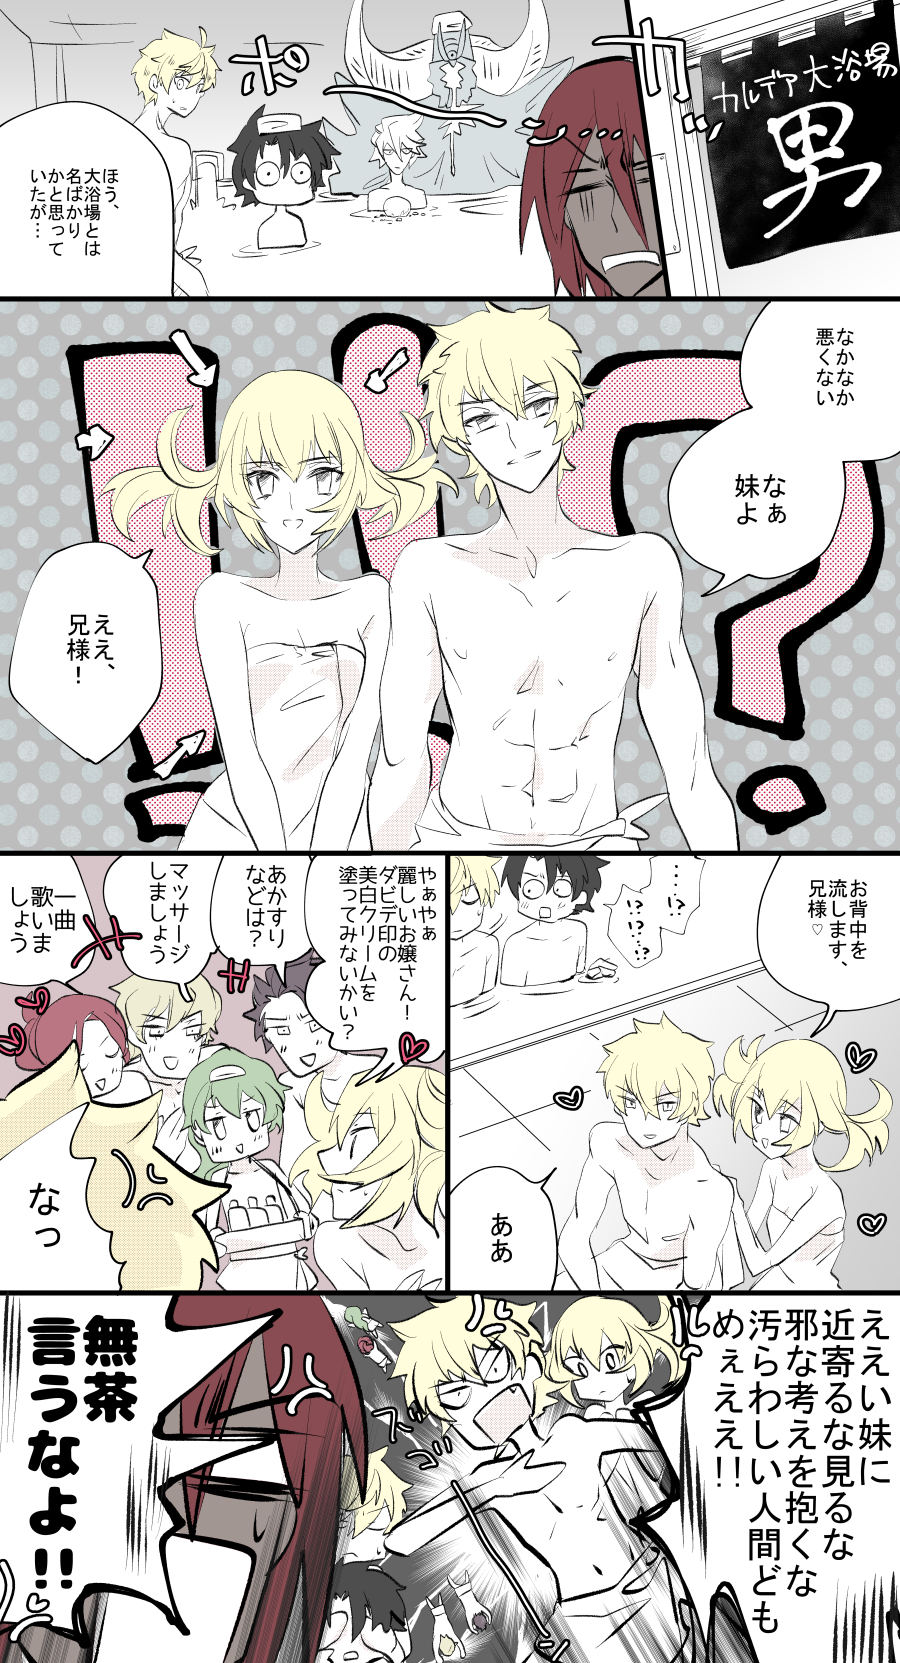 カルデア大浴場
男
カポーーン……
ほう、
大浴場とは
名ばかり
かと思って
いたが…
なかなか
悪くない
なぁ
妹よ
ええ、
兄様！
お背中を
流します、
兄様♡
……
!?
!?
…!?
ああ
やぁやぁ
麗しいお嬢さん！
ダビデ印の
美白クリームを
塗ってみないかい？
あかすり
などは？
マッサージ
しましょう
一曲
歌いま
しょう
なっ
ええい妹に
近寄るな見るな
邪な考えを抱くな
汚らわしい人間ども
めぇええ!!
ズゴ
無茶
言うなよ!!